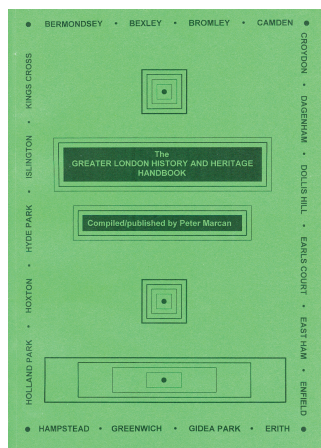 BERMONDSEY • BEXLEY • BROMLEY • CAMDEN
CROYDON • DAGENHAM • DOLLIS HILL • EARLS COURT • EAST HAM • ENFIELD
The
GREATER LONDON HISTORY AND HERITAGE
HANDBOOK
Compiled/published by Peter Marcan
HOLLAND PARK • HOXTON • HYDE PARK • ISLINGTON • KINGS CROSS
HAMPSTEAD • GREENWICH • GIDEA PARK • ERITH